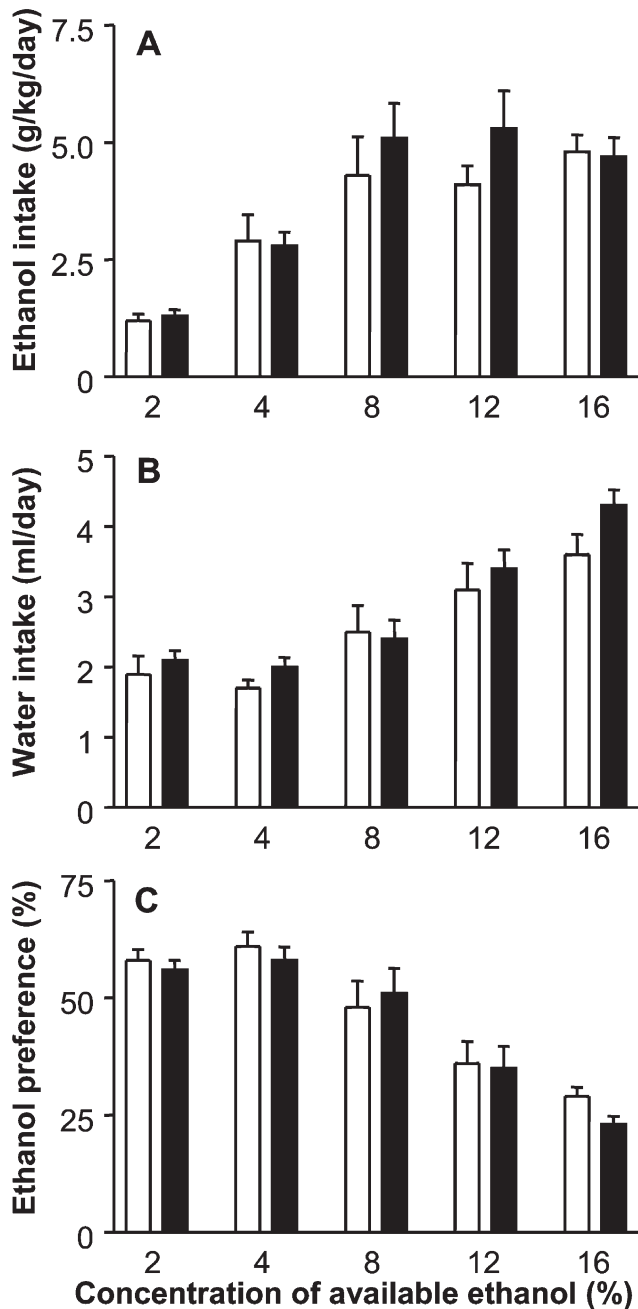 A
Ethanol intake (g/kg/day)
7.5
5.0
2.5
0
2 4 8 12 16
B
Water intake (ml/day)
5
4
3
2
1
0
2 4 8 12 16
C
Ethanol preference (%)
75
50
25
0
2 4 8 12 16
Concentration of available ethanol (%)